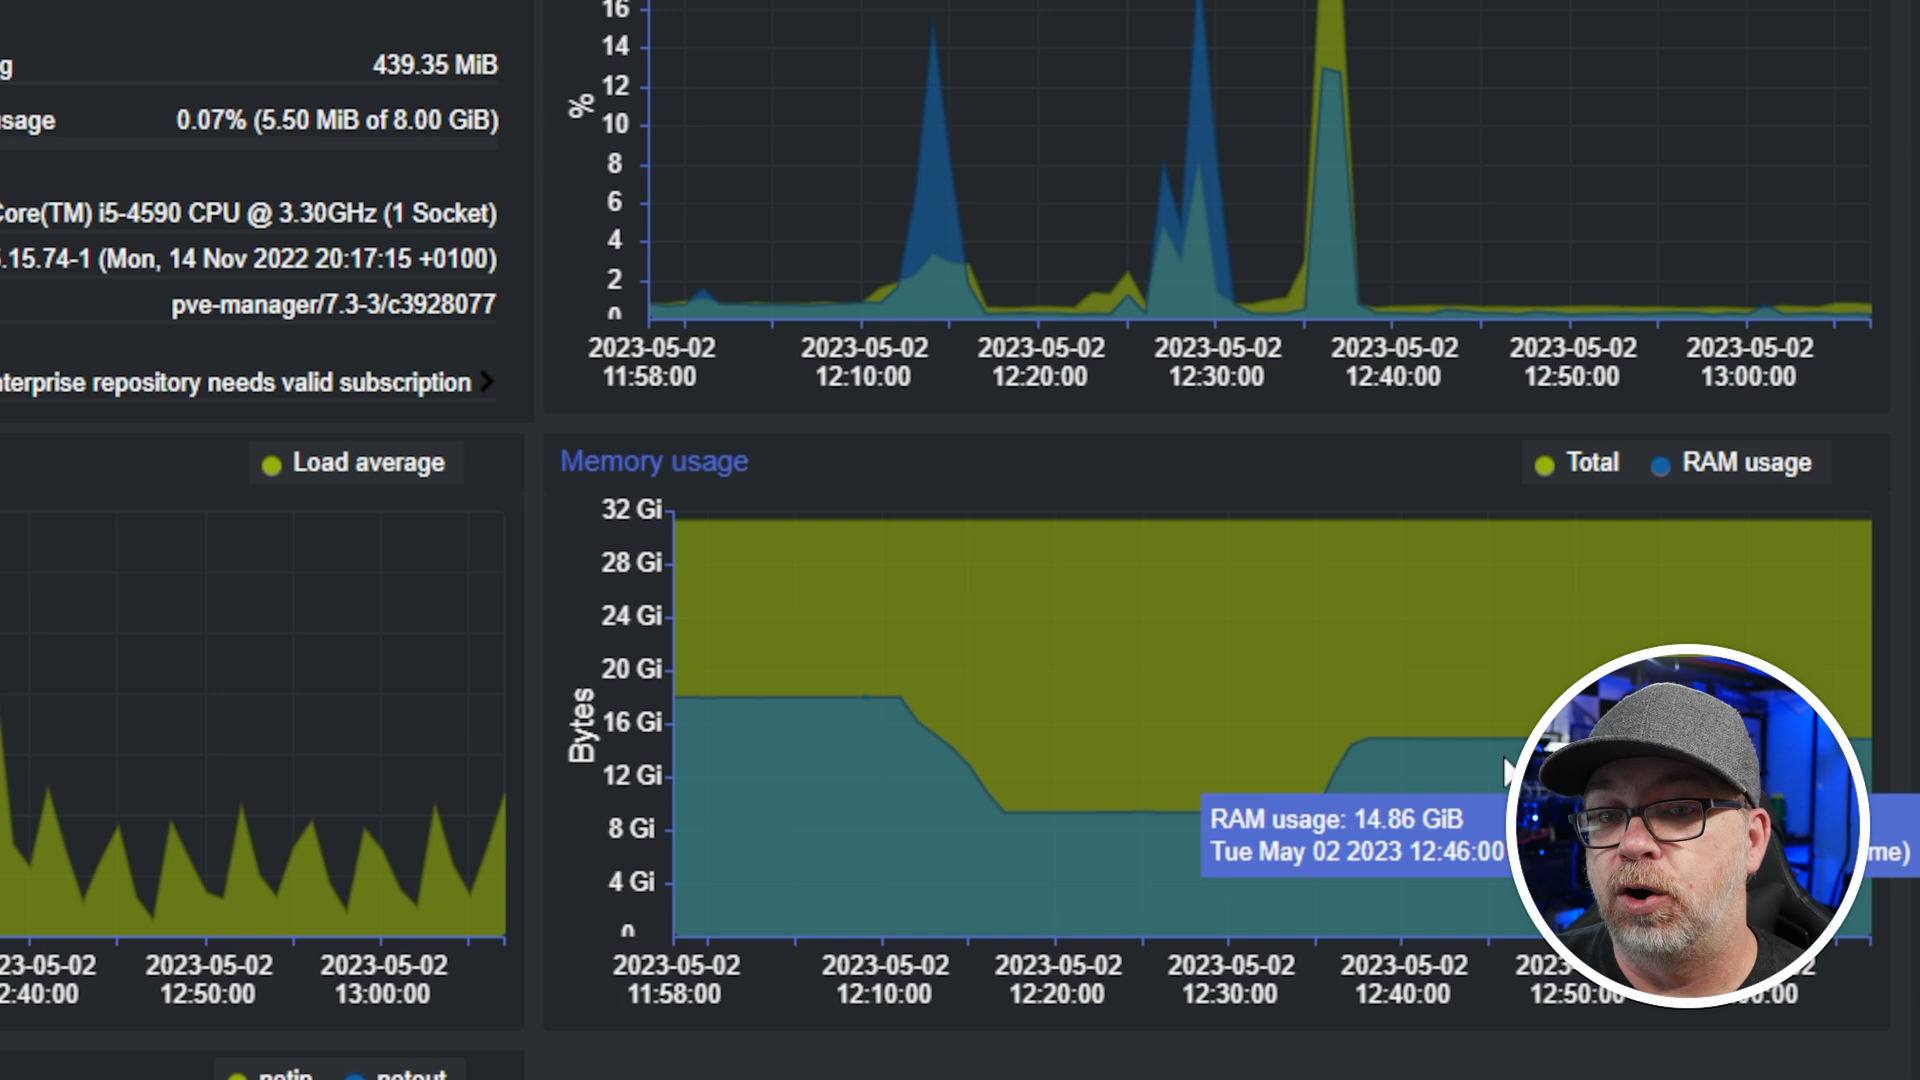 439.35 MiB
sage 0.07% (5.50 MiB of 8.00 GiB)
Core(TM) i5-4590 CPU @ 3.30GHz (1 Socket)
.15.74-1 (Mon, 14 Nov 2022 20:17:15 +0100)
pve-manager/7.3-3/c3928077
nterprise repository needs valid subscription
16
14
12
%
10
8
6
4
2
0
2023-05-02 2023-05-02 2023-05-02 2023-05-02 2023-05-02 2023-05-02 2023-05-02
11:58:00 12:10:00 12:20:00 12:30:00 12:40:00 12:50:00 13:00:00
Load average
23-05-02 2023-05-02 2023-05-02
2:40:00 12:50:00 13:00:00
Memory usage
Total RAM usage
32 Gi
28 Gi
24 Gi
20 Gi
16 Gi
Bytes
12 Gi
8 Gi
4 Gi
0
RAM usage: 14.86 GiB
Tue May 02 2023 12:46:00 me)
2023-05-02 2023-05-02 2023-05-02 2023-05-02 2023-05-02 2023 2
11:58:00 12:10:00 12:20:00 12:30:00 12:40:00 12:50:00 00:00
netin netout